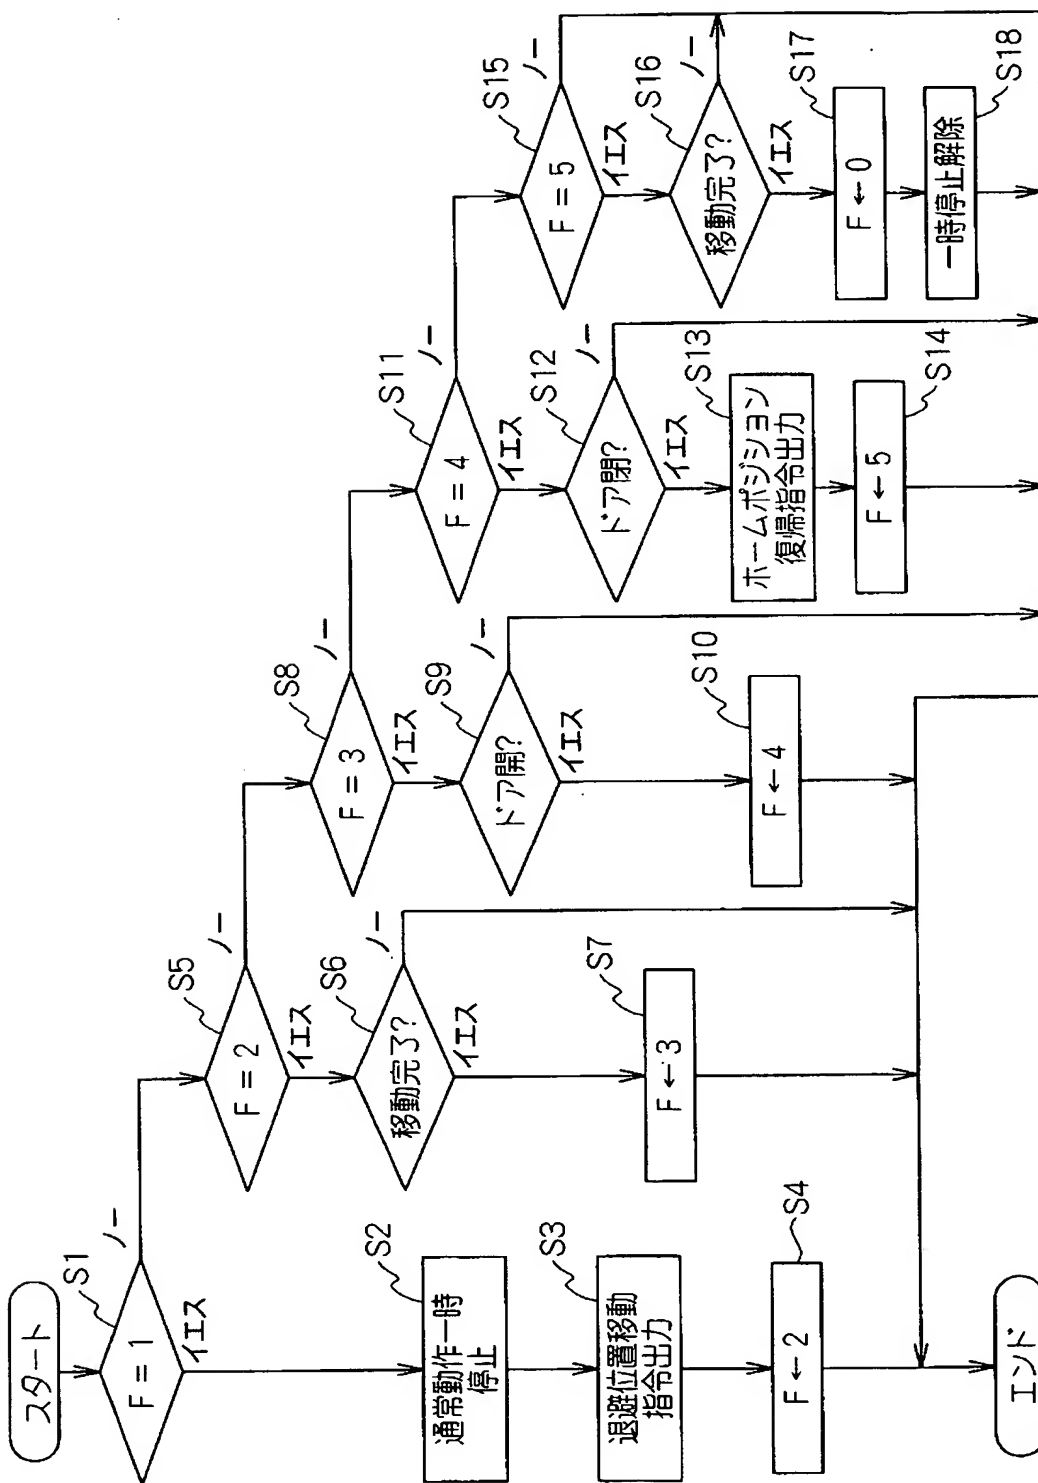 スタート
S1
F = 1
ノー
イエス
S2
通常動作一時
停止
S3
退避位置移動
指令出力
S4
F ← 2
エンド
S5
F = 2
ノー
イエス
S6
移動完了?
ノー
イエス
S7
F ← 3
S8
F = 3
ノー
イエス
S9
ドア開?
ノー
イエス
S10
F ← 4
S11
F = 4
ノー
イエス
S12
ドア閉?
ノー
イエス
S13
ホームポジション
復帰指令出力
S14
F ← 5
S15
F = 5
ノー
イエス
S16
移動完了?
ノー
イエス
S17
F ← 0
S18
一時停止解除